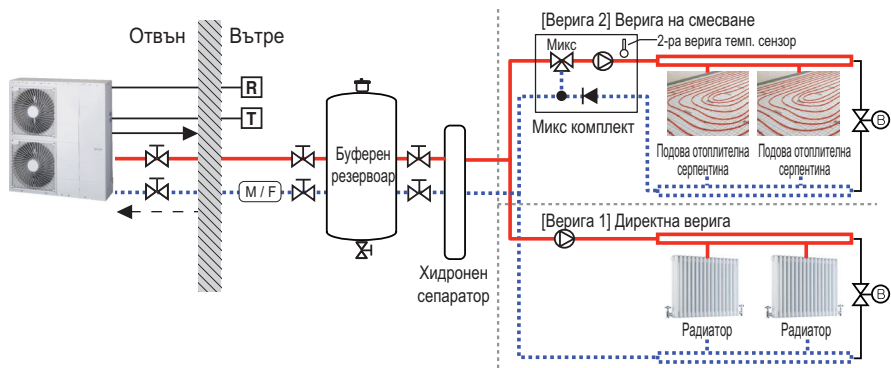 Отвън
Вътре
R
T
M / F
Буферен
резервоар
Хидронен
сепаратор
[Верига 2] Верига на смесване
Микс
2-ра верига темп. сензор
Микс комплект
Подова отоплителна
серпентина
Подова отоплителна
серпентина
B
[Верига 1] Директна верига
Радиатор
Радиатор
B